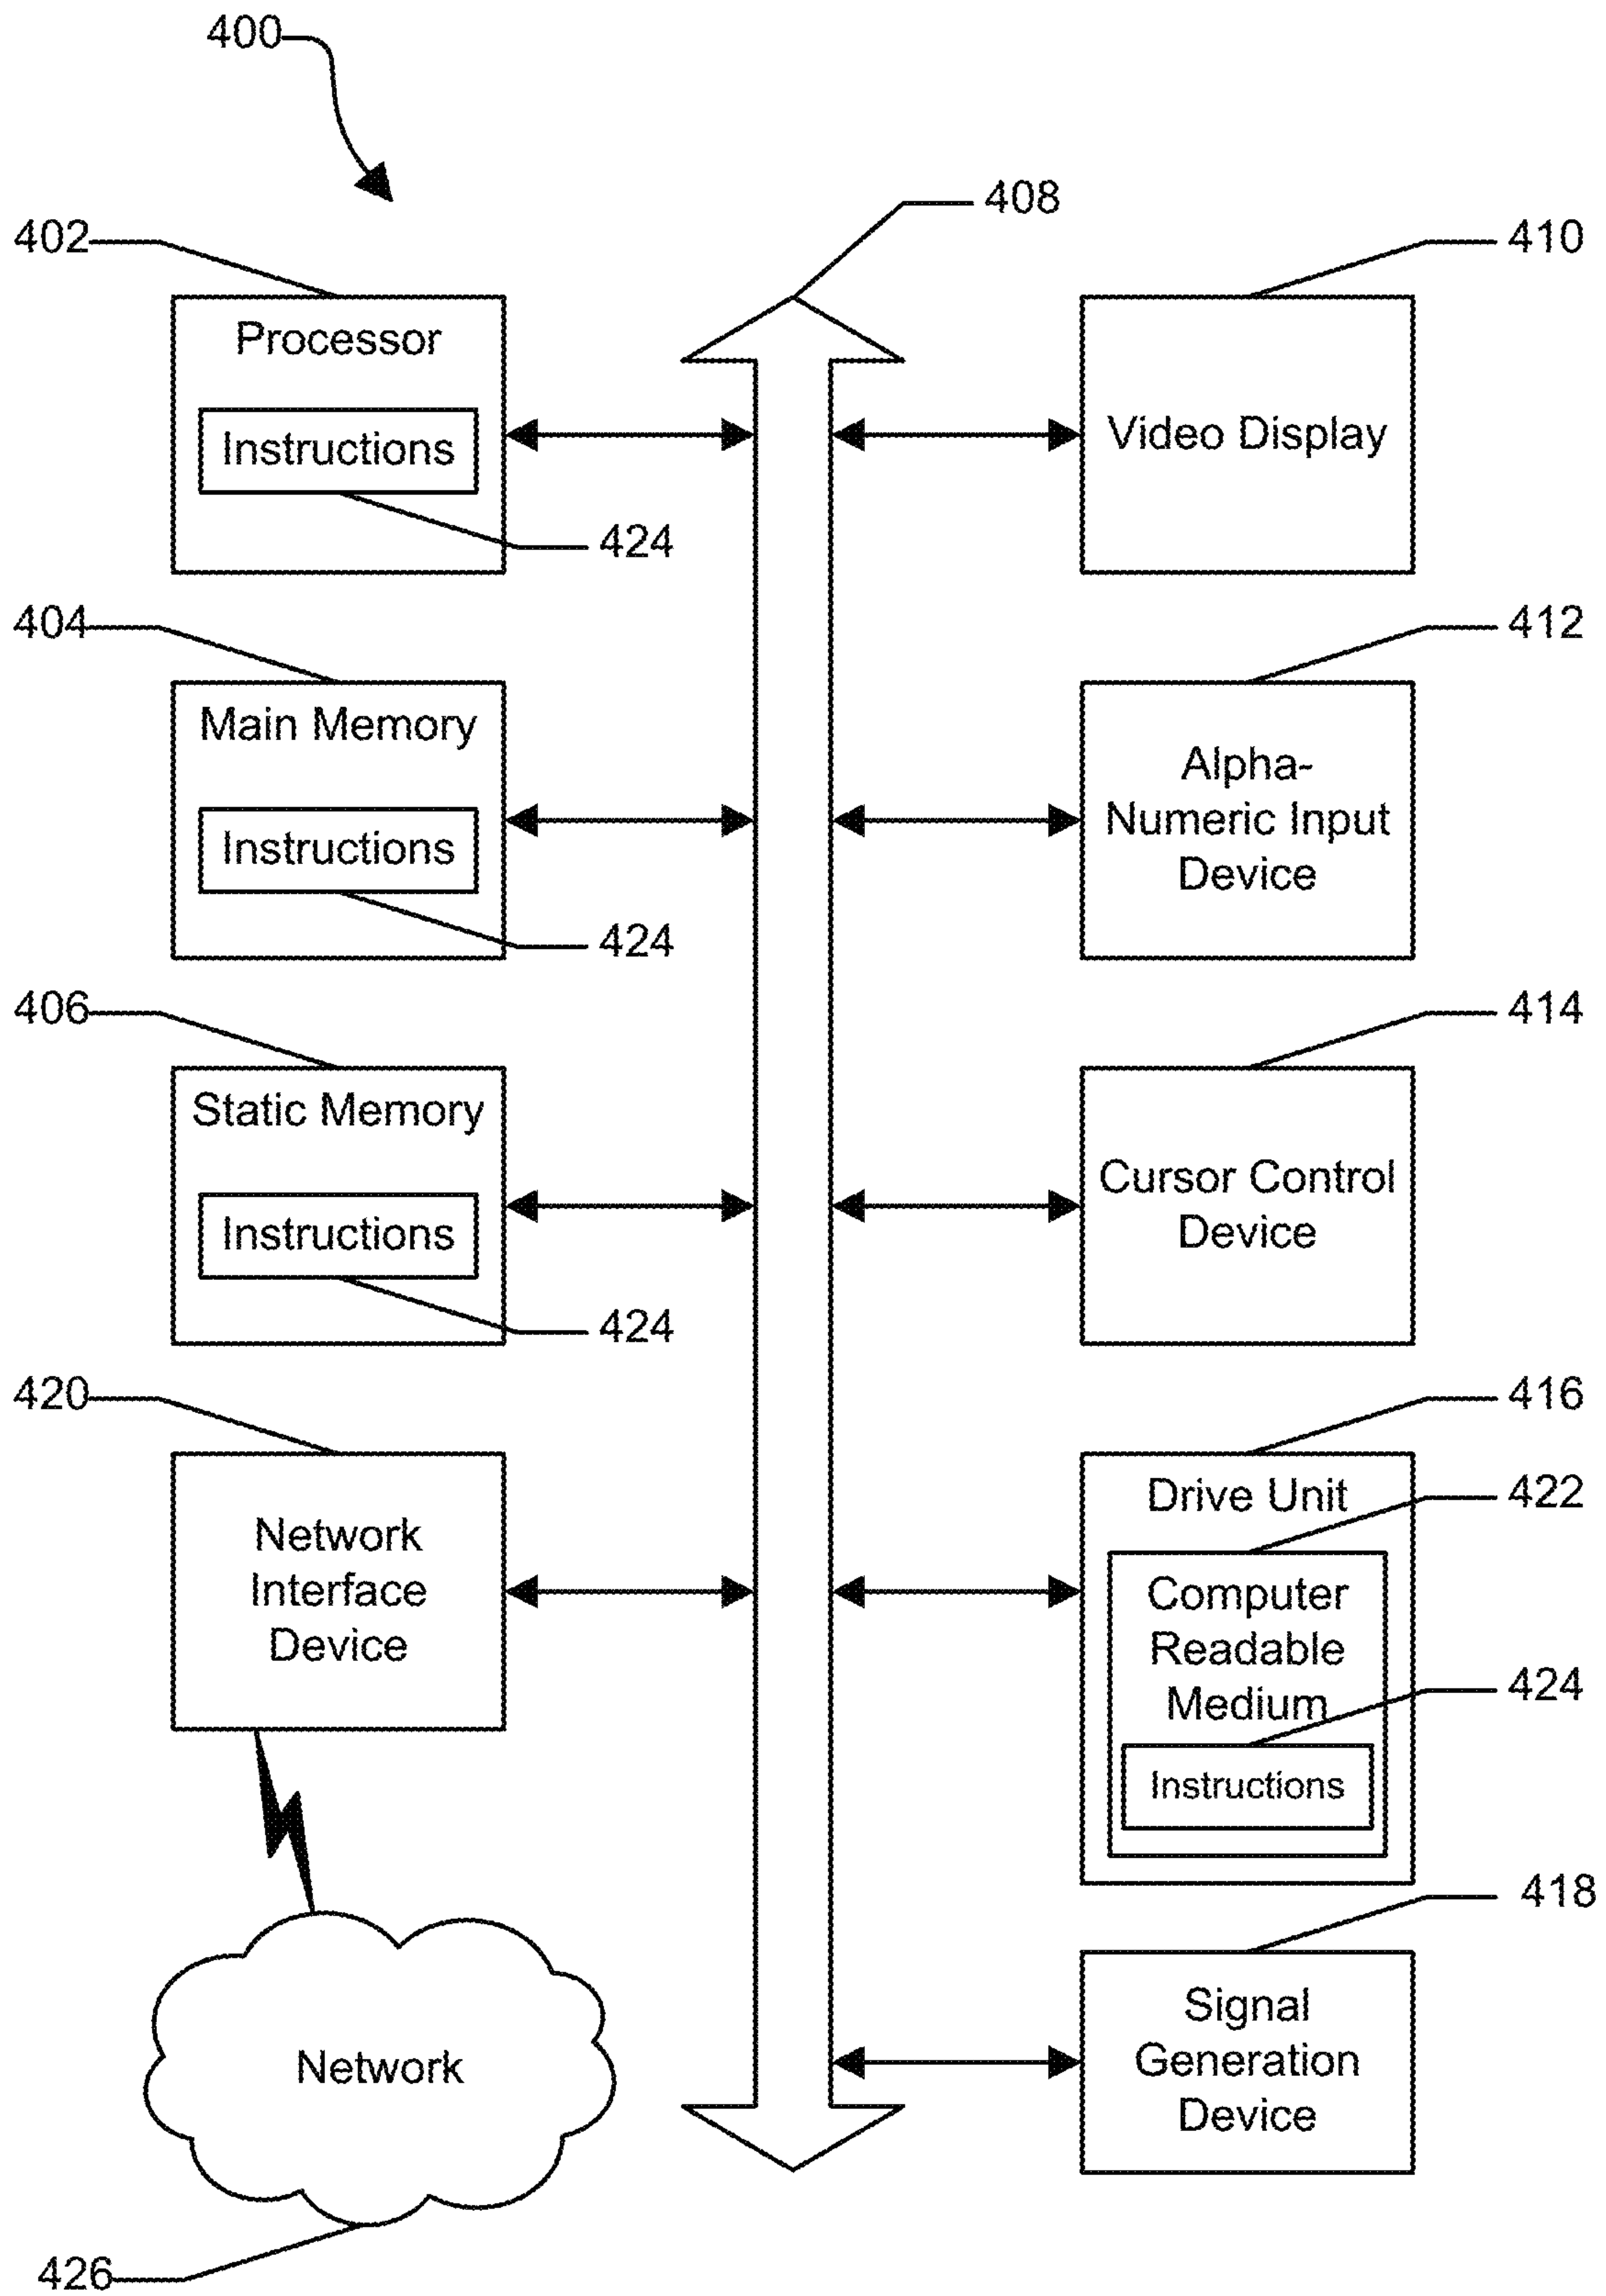 400
408
402
410
Processor
Instructions
424
Video Display
404
412
Main Memory
Instructions
424
Alpha-
Numeric Input
Device
406
414
Static Memory
Instructions
424
Cursor Control
Device
420
416
Network
Interface
Device
Drive Unit
422
Computer
Readable
Medium
424
Instructions
418
Signal
Generation
Device
Network
426